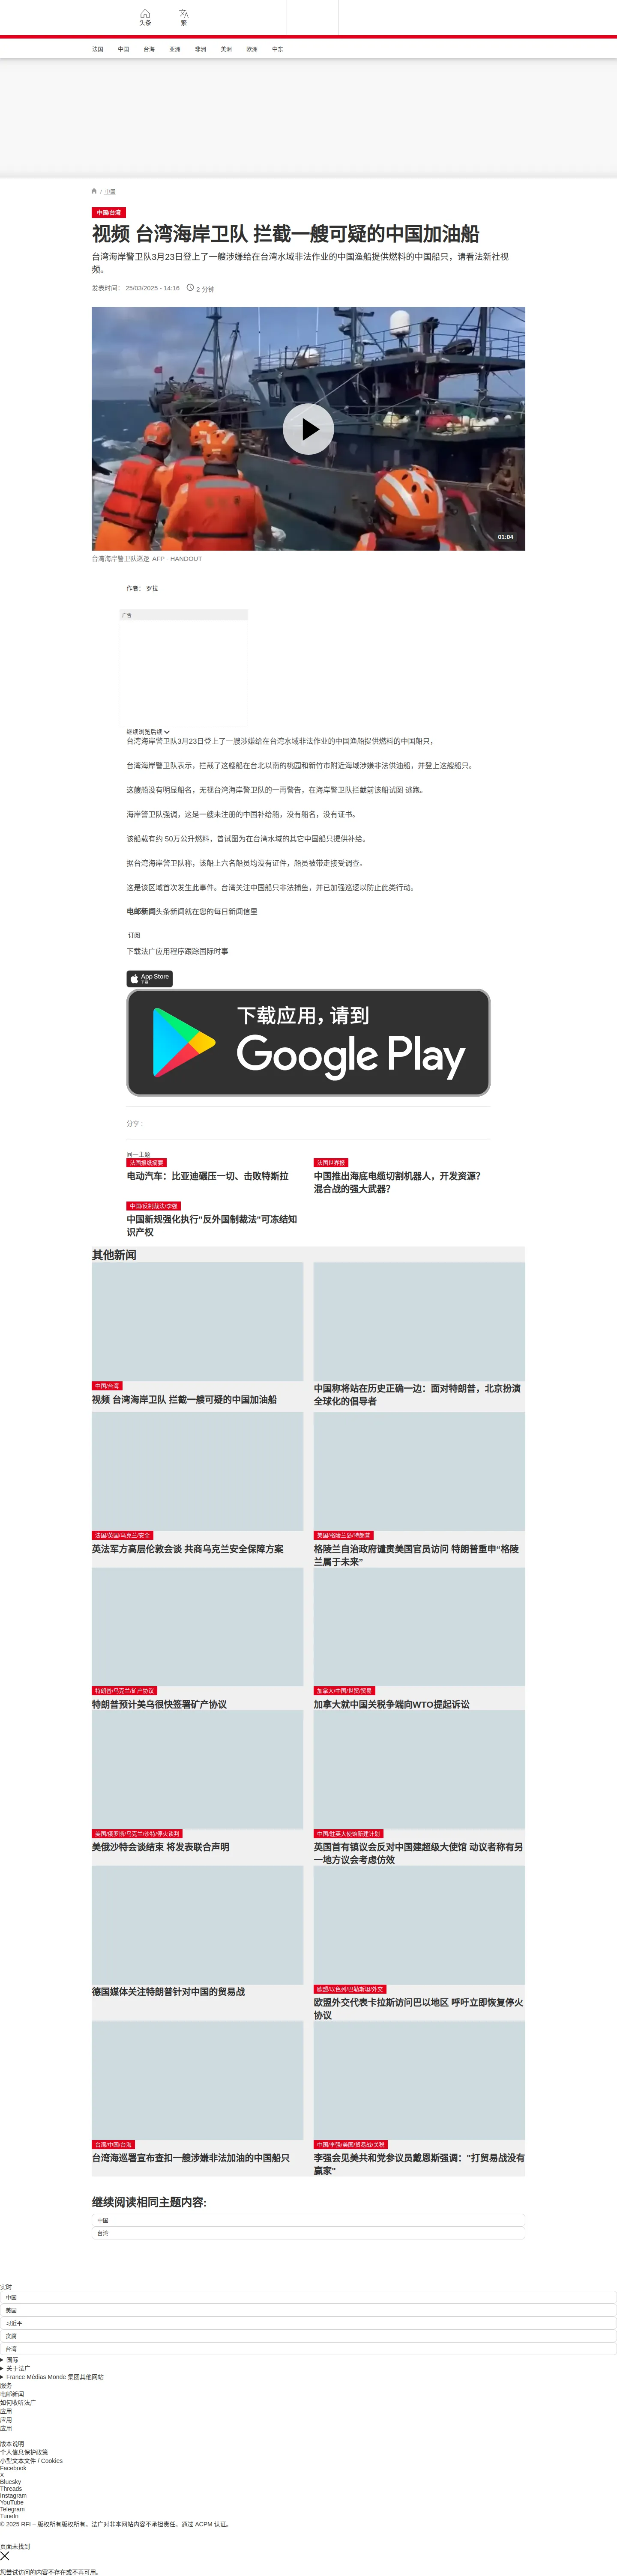 头条
繁
法国
中国
台海
亚洲
非洲
美洲
欧洲
中东
/ 中国
中国/台湾
视频 台湾海岸卫队 拦截一艘可疑的中国加油船
台湾海岸警卫队3月23日登上了一艘涉嫌给在台湾水域非法作业的中国渔船提供燃料的中国船只，请看法新社视
频。
发表时间： 25/03/2025 - 14:16
2 分钟
01:04
台湾海岸警卫队巡逻 AFP - HANDOUT
作者： 罗拉
广告
继续浏览后续
台湾海岸警卫队3月23日登上了一艘涉嫌给在台湾水域非法作业的中国渔船提供燃料的中国船只，
台湾海岸警卫队表示，拦截了这艘船在台北以南的桃园和新竹市附近海域涉嫌非法供油船，并登上这艘船只。
这艘船没有明显船名，无视台湾海岸警卫队的一再警告，在海岸警卫队拦截前该船试图 逃跑。
海岸警卫队强调，这是一艘未注册的中国补给船，没有船名，没有证书。
该船载有约 50万公升燃料，曾试图为在台湾水域的其它中国船只提供补给。
据台湾海岸警卫队称，该船上六名船员均没有证件，船员被带走接受调查。
这是该区域首次发生此事件。台湾关注中国船只非法捕鱼，并已加强巡逻以防止此类行动。
电邮新闻头条新闻就在您的每日新闻信里
订阅
下载法广应用程序跟踪国际时事
App Store
下载
下载应用，请到
Google Play
分享 :
同一主题
法国报纸摘要
电动汽车：比亚迪碾压一切、击败特斯拉
法国世界报
中国推出海底电缆切割机器人，开发资源？
混合战的强大武器？
中国/反制裁法/李强
中国新规强化执行"反外国制裁法"可冻结知
识产权
其他新闻
中国/台湾
视频 台湾海岸卫队 拦截一艘可疑的中国加油船
中国称将站在历史正确一边：面对特朗普，北京扮演
全球化的倡导者
法国/英国/乌克兰/安全
英法军方高层伦敦会谈 共商乌克兰安全保障方案
美国/格陵兰岛/特朗普
格陵兰自治政府谴责美国官员访问 特朗普重申“格陵
兰属于未来”
特朗普/乌克兰/矿产协议
特朗普预计美乌很快签署矿产协议
加拿大/中国/世贸/贸易
加拿大就中国关税争端向WTO提起诉讼
美国/俄罗斯/乌克兰/沙特/停火谈判
美俄沙特会谈结束 将发表联合声明
中国/驻英大使馆新建计划
英国首有镇议会反对中国建超级大使馆 动议者称有另
一地方议会考虑仿效
德国媒体关注特朗普针对中国的贸易战
欧盟/以色列/巴勒斯坦/外交
欧盟外交代表卡拉斯访问巴以地区 呼吁立即恢复停火
协议
台湾/中国/台海
台湾海巡署宣布查扣一艘涉嫌非法加油的中国船只
中国/李强/美国/贸易战/关税
李强会见美共和党参议员戴恩斯强调："打贸易战没有
赢家"
继续阅读相同主题内容:
中国
台湾
实时
中国
美国
习近平
贪腐
台湾
国际
关于法广
France Médias Monde 集团其他网站
服务
电邮新闻
如何收听法广
应用
应用
应用
版本说明
个人信息保护政策
小型文本文件 / Cookies
Facebook
X
Bluesky
Threads
Instagram
YouTube
Telegram
TuneIn
© 2025 RFI – 版权所有版权所有。法广对非本网站内容不承担责任。通过 ACPM 认证。
页面未找到
您尝试访问的内容不存在或不再可用。